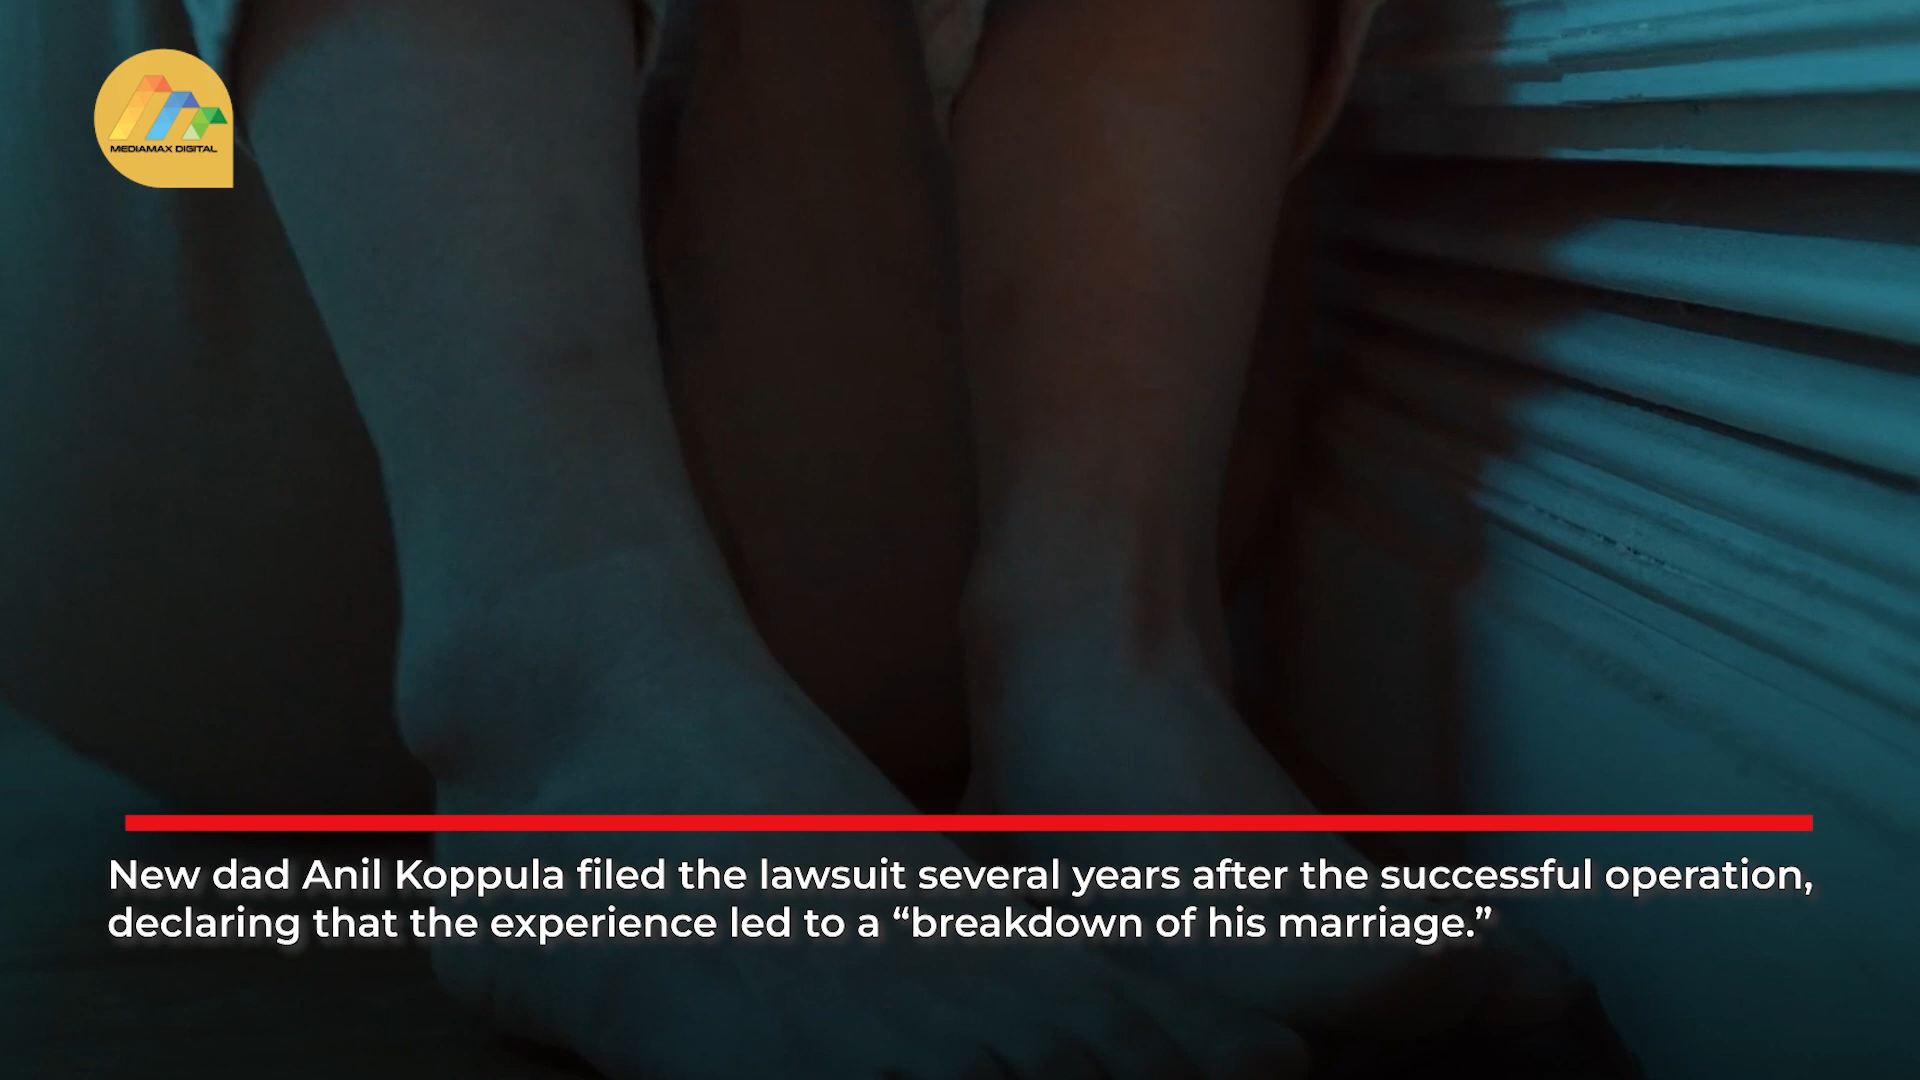 MEDIAMAX DIGITAL
New dad Anil Koppula filed the lawsuit several years after the successful operation,
declaring that the experience led to a “breakdown of his marriage.”